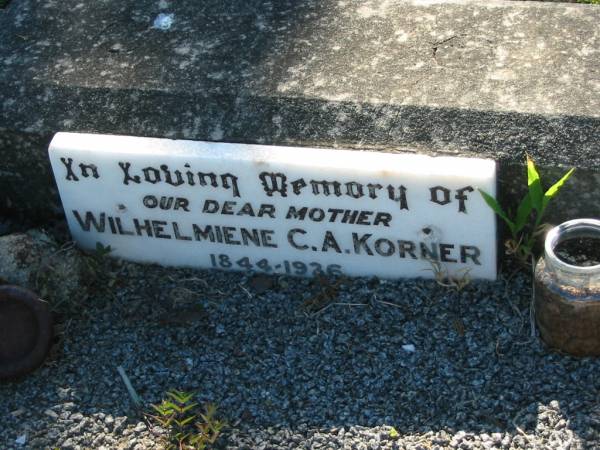 In Loving Memory of
OUR DEAR MOTHER
WILHELMIENE C.A. KORNER
1844-1936